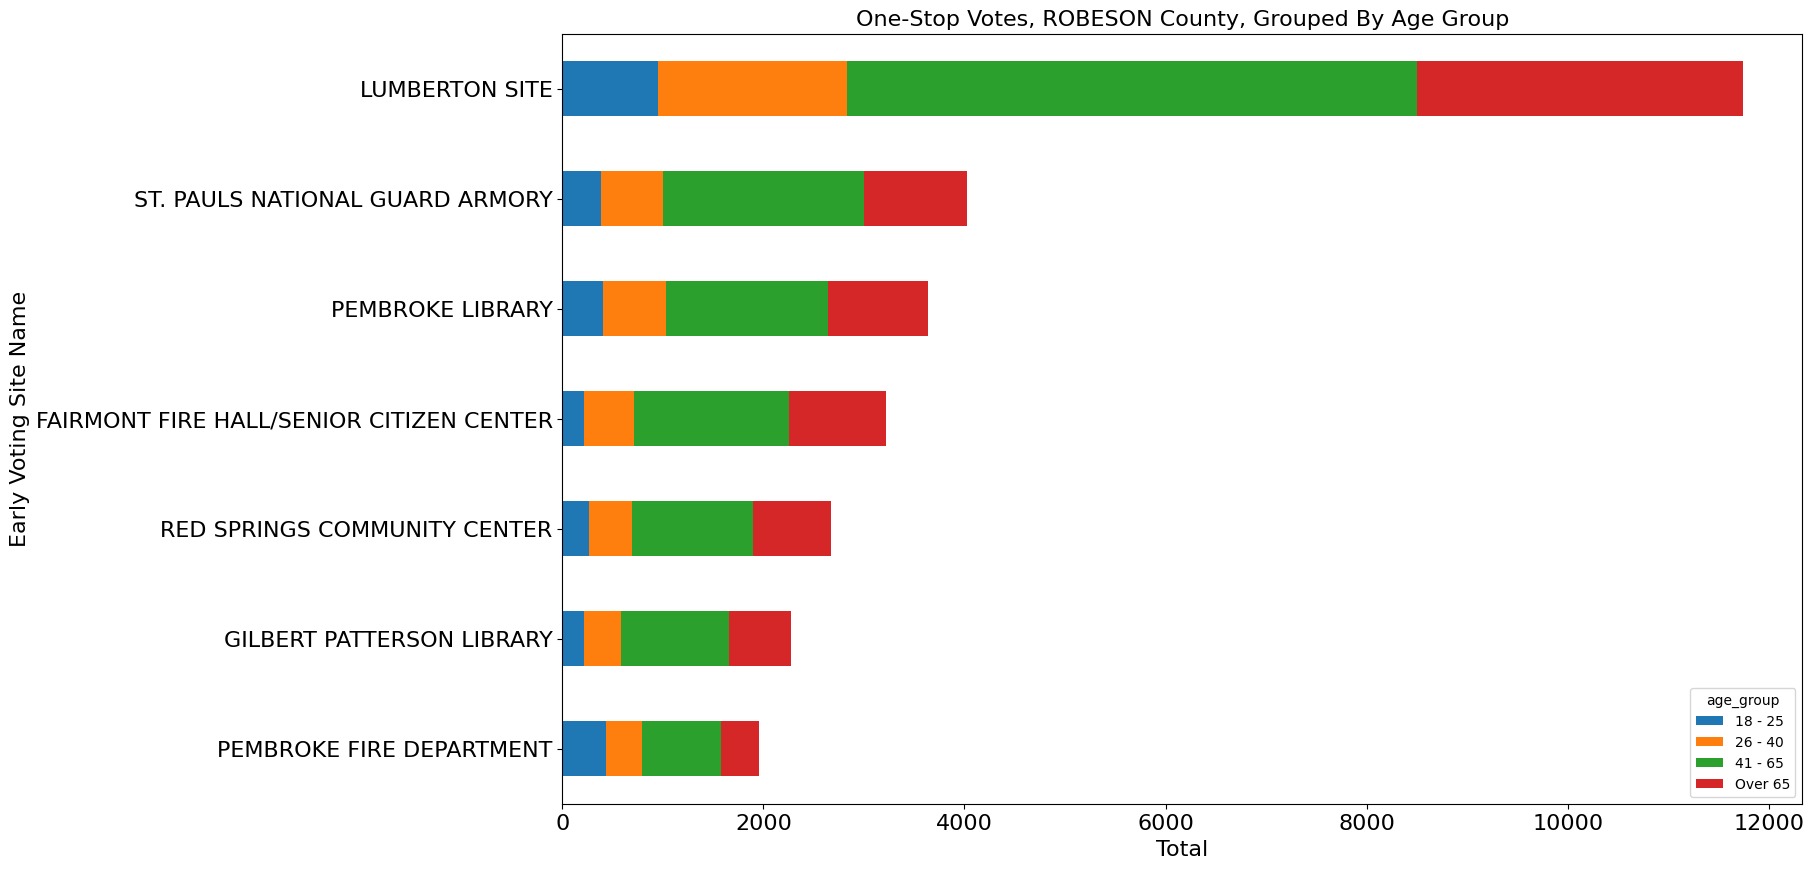 One-Stop Votes, ROBESON County, Grouped By Age Group
Early Voting Site Name
LUMBERTON SITE
ST. PAULS NATIONAL GUARD ARMORY
PEMBROKE LIBRARY
FAIRMONT FIRE HALL/SENIOR CITIZEN CENTER
RED SPRINGS COMMUNITY CENTER
GILBERT PATTERSON LIBRARY
PEMBROKE FIRE DEPARTMENT
age_group
18 - 25
26 - 40
41 - 65
Over 65
0 2000 4000 6000 8000 10000 12000
Total